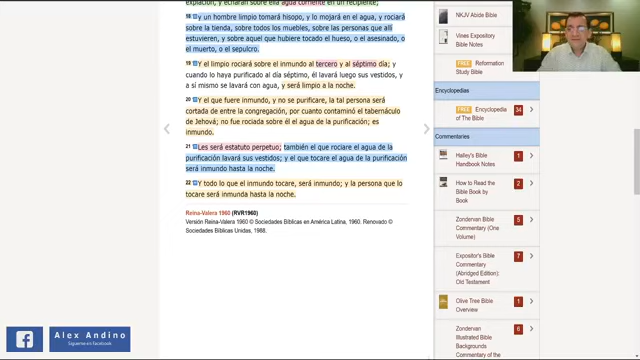 expiación, y echarán sobre ella agua corriente en un recipiente;
18 y un hombre limpio tomará hisopo, y lo mojará en el agua, y rociará
sobre la tienda, sobre todos los muebles, sobre las personas que allí
estuvieren, y sobre aquel que hubiere tocado el hueso, o el asesinado, o
el muerto, o el sepulcro.
19 Y el limpio rociará sobre el inmundo al tercero y al séptimo día; y
cuando lo haya purificado al día séptimo, él lavará luego sus vestidos, y
a sí mismo se lavará con agua, y será limpio a la noche.
20 Y el que fuere inmundo, y no se purificare, la tal persona será
cortada de entre la congregación, por cuanto contaminó el tabernáculo
de Jehová; no fue rociada sobre él el agua de la purificación; es
inmundo.
21 Les será estatuto perpetuo; también el que rociare el agua de la
purificación lavará sus vestidos; y el que tocare el agua de la purificación
será inmundo hasta la noche.
22 Y todo lo que el inmundo tocare, será inmundo; y la persona que lo
tocare será inmunda hasta la noche.
Reina-Valera 1960 (RVR1960)
Versión Reina-Valera 1960 © Sociedades Bíblicas en América Latina, 1960. Renovado ©
Sociedades Bíblicas Unidas, 1988.
NKJV Abide Bible
Vines Expository
Bible Notes
FREE Reformation
Study Bible
Encyclopedias
FREE Encyclopedia
of The Bible
34
Commentaries
Halley's Bible
Handbook Notes
1
How to Read the
Bible Book by
Book
2
Zondervan Bible
Commentary (One
Volume)
5
Expositor's Bible
Commentary
(Abridged Edition):
Old Testament
7
Olive Tree Bible
Overview
1
Zondervan
Illustrated Bible
Backgrounds
Commentary of the
6
f
Alex Andino
Sígueme en facebook